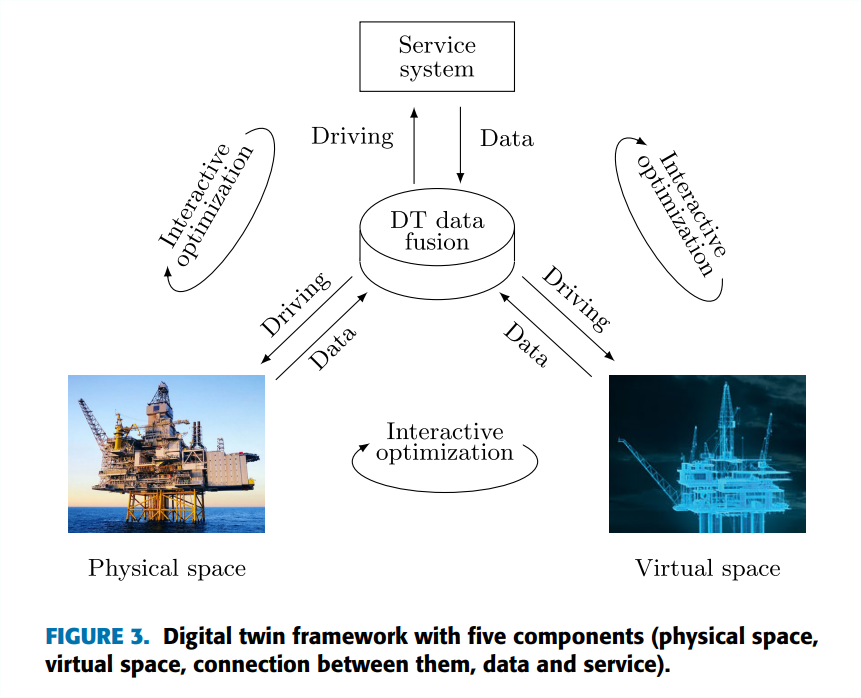 Service
system
Driving
Data
Interactive
optimization
Interactive
optimization
DT data
fusion
Driving
Data
Driving
Data
Interactive
optimization
Physical space
Virtual space
FIGURE 3. Digital twin framework with five components (physical space,
virtual space, connection between them, data and service).